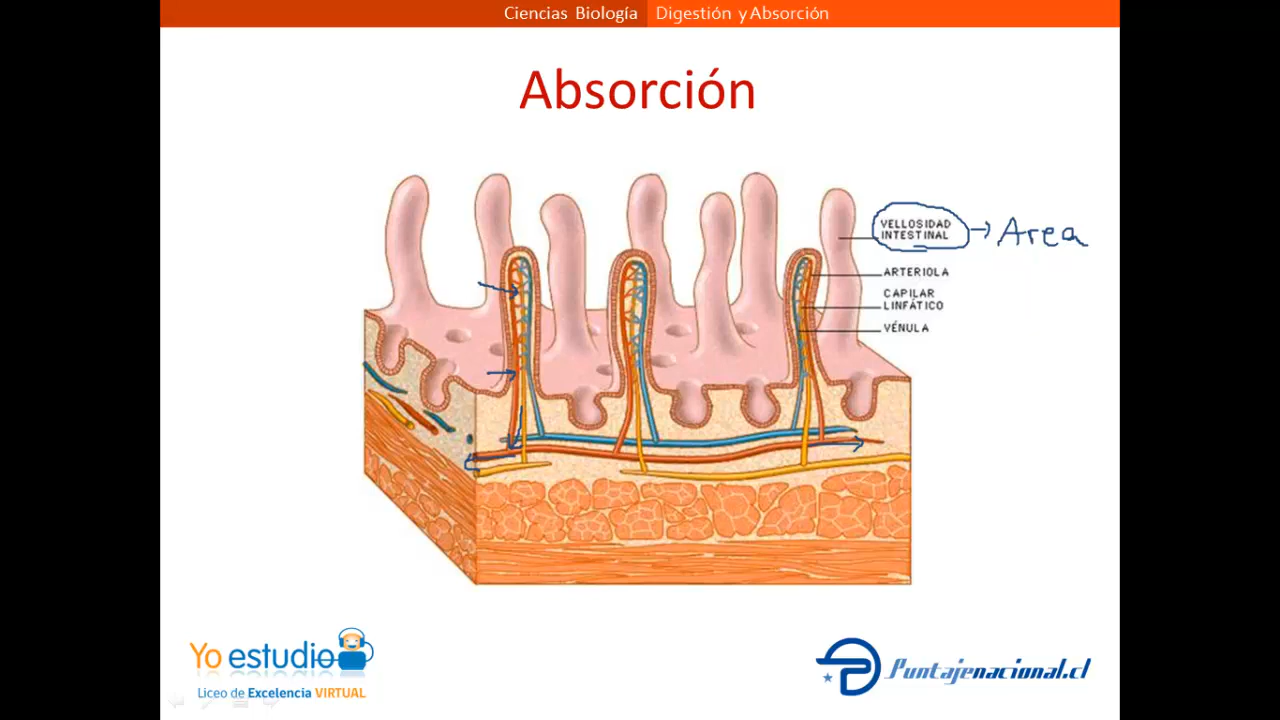 Ciencias Biología Digestión y Absorción
Absorción
VELLOSIDAD
INTESTINAL
Area
ARTERIOLA
CAPILAR
LINFÁTICO
VÉNULA
Yo estudio
Liceo de Excelencia VIRTUAL
Puntajenacional.cl